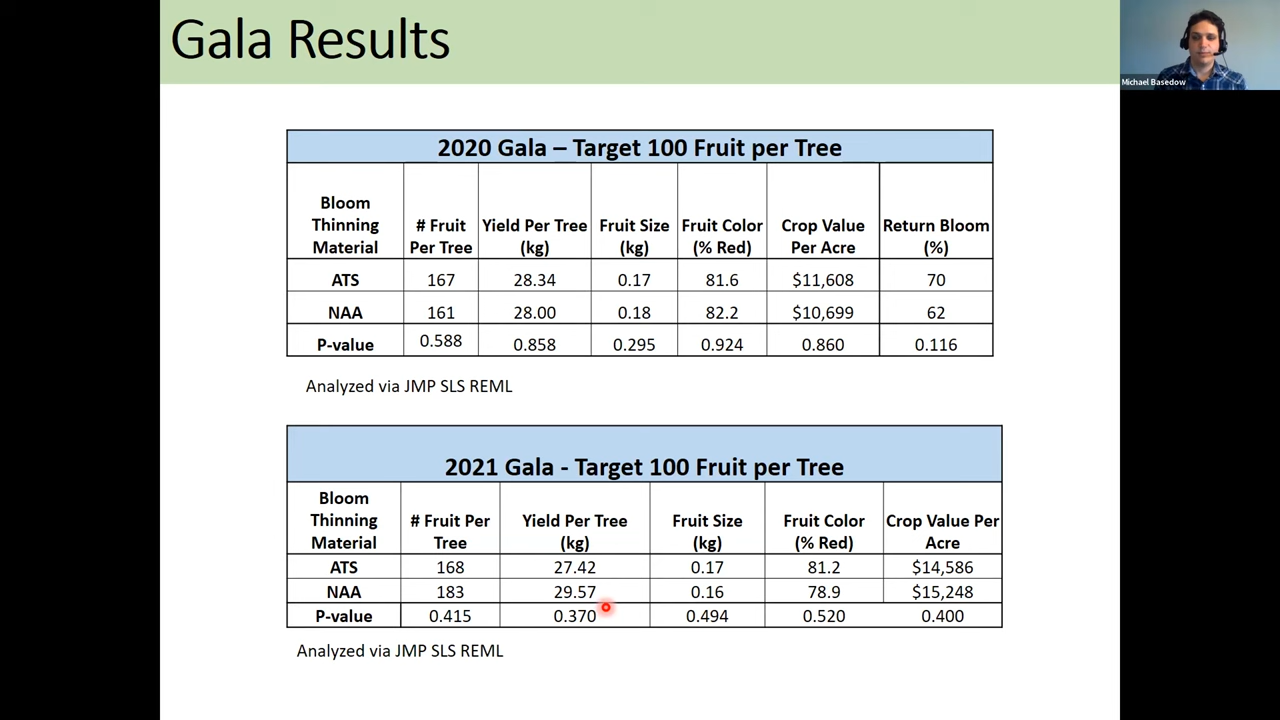 Gala Results
Michael Basedow
2020 Gala – Target 100 Fruit per Tree
Bloom Thinning Material # Fruit Per Tree Yield Per Tree (kg) Fruit Size (kg) Fruit Color (% Red) Crop Value Per Acre Return Bloom (%)
ATS 167 28.34 0.17 81.6 $11,608 70
NAA 161 28.00 0.18 82.2 $10,699 62
P-value 0.588 0.858 0.295 0.924 0.860 0.116
Analyzed via JMP SLS REML
2021 Gala - Target 100 Fruit per Tree
Bloom Thinning Material # Fruit Per Tree Yield Per Tree (kg) Fruit Size (kg) Fruit Color (% Red) Crop Value Per Acre
ATS 168 27.42 0.17 81.2 $14,586
NAA 183 29.57 0.16 78.9 $15,248
P-value 0.415 0.370 0.494 0.520 0.400
Analyzed via JMP SLS REML